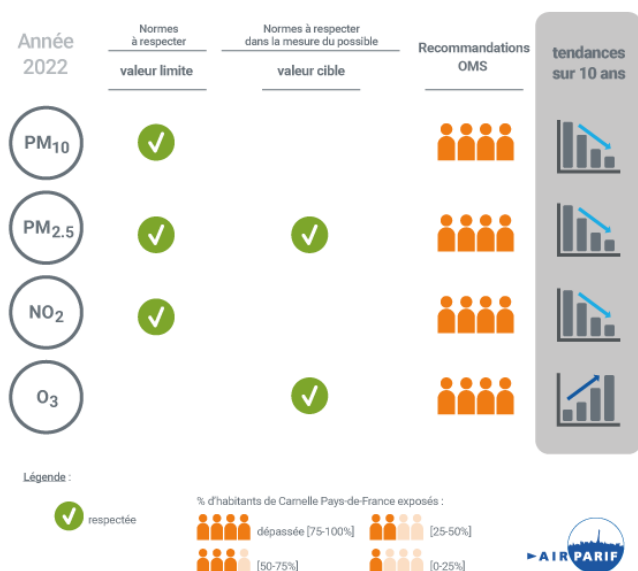 Année
2022
Normes
à respecter
valeur limite
Normes à respecter
dans la mesure du possible
valeur cible
Recommandations
OMS
tendances
sur 10 ans
PM10
PM2.5
NO2
O3
Légende :
respectée
% d'habitants de Carnelle Pays-de-France exposés :
dépassée [75-100%]
[25-50%]
[50-75%]
[0-25%]
AIRPARIF